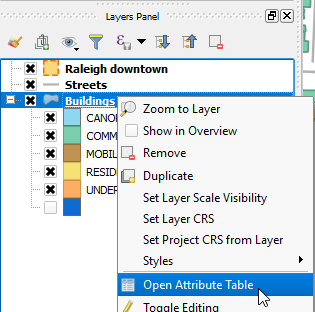 Layers Panel
Raleigh downtown
Streets
Buildings
Zoom to Layer
CANO
Show in Overview
COMM
Remove
MOBIL
Duplicate
RESID
Set Layer Scale Visibility
UNDER
Set Layer CRS
Set Project CRS from Layer
Styles
Open Attribute Table
Toggle Editing